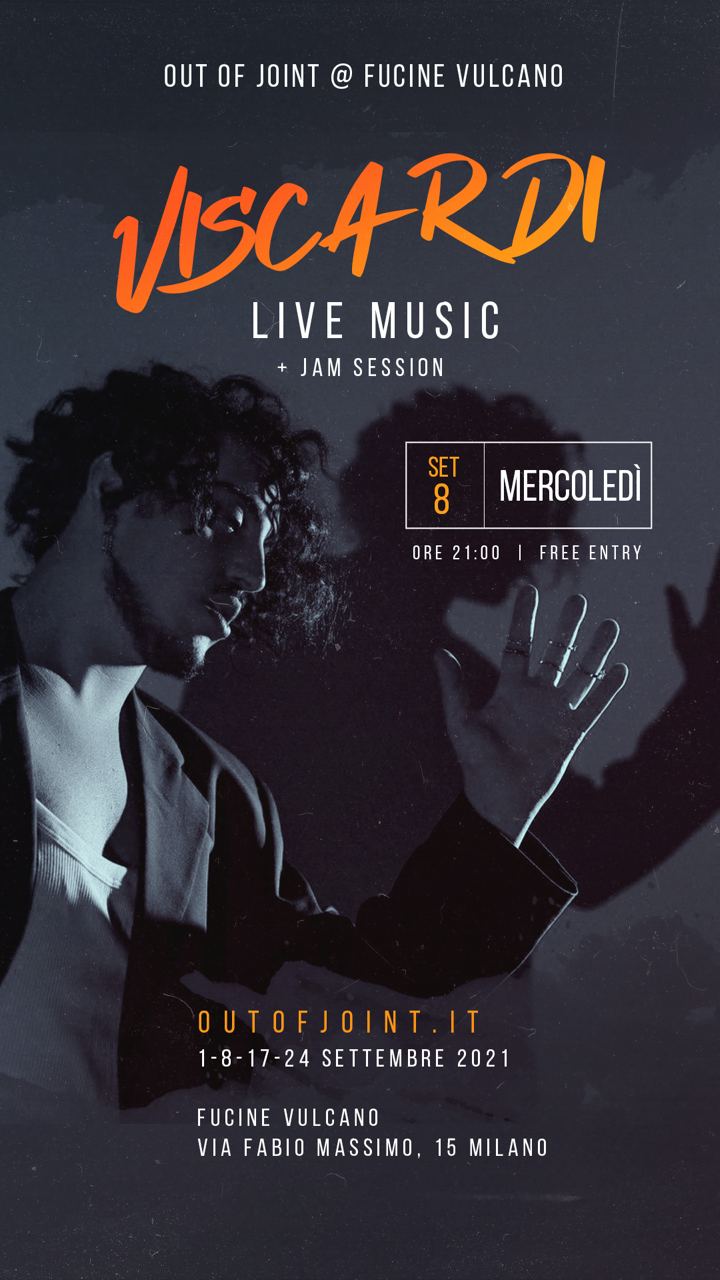 OUT OF JOINT @ FUCINE VULCANO
VISCARDI
LIVE MUSIC
+ JAM SESSION
SET
8
MERCOLEDÌ
ORE 21:00 | FREE ENTRY
OUTOFJOINT.IT
1-8-17-24 SETTEMBRE 2021
FUCINE VULCANO
VIA FABIO MASSIMO, 15 MILANO